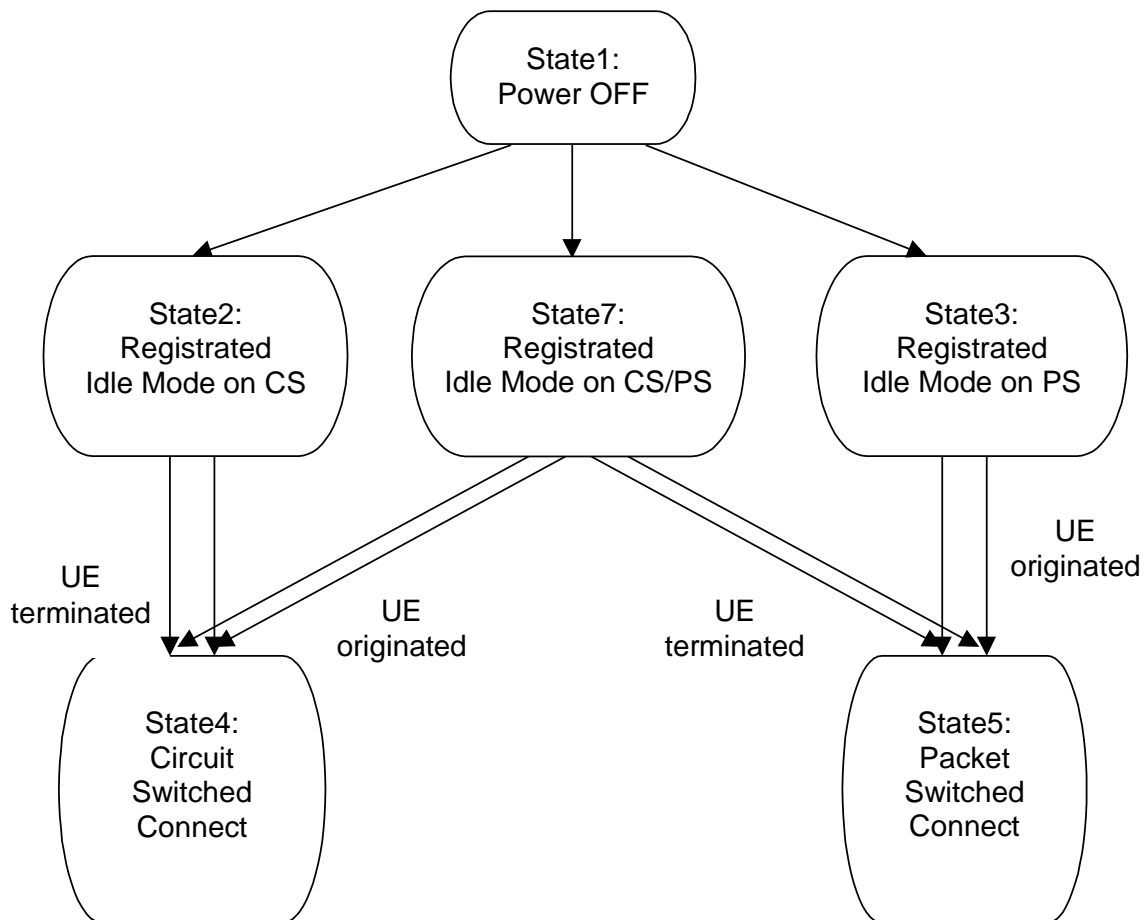 State1:
Power OFF
State2:
Registrated
Idle Mode on CS
State7:
Registrated
Idle Mode on CS/PS
State3:
Registrated
Idle Mode on PS
UE
terminated
UE
originated
UE
terminated
UE
originated
State4:
Circuit
Switched
Connect
State5:
Packet
Switched
Connect